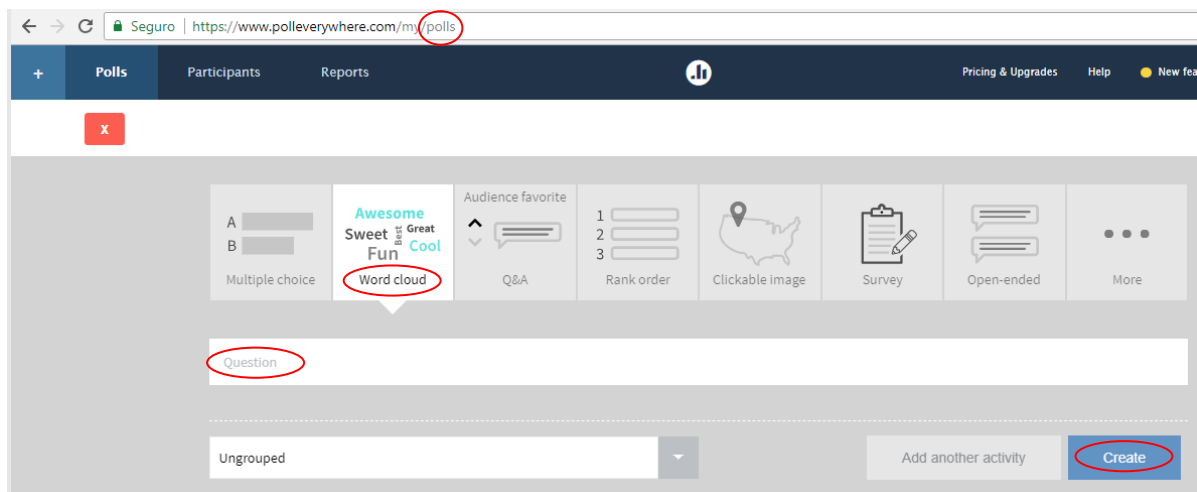 Seguro | https://www.polleverywhere.com/my/polls
+ Polls Participants Reports Pricing & Upgrades Help New fea
X
A
B
Multiple choice
Awesome
Sweet Best Great
Fun Cool
Word cloud
Audience favorite
Q&A
1
2
3
Rank order
Clickable image
Survey
Open-ended
More
Question
Ungrouped
Add another activity
Create